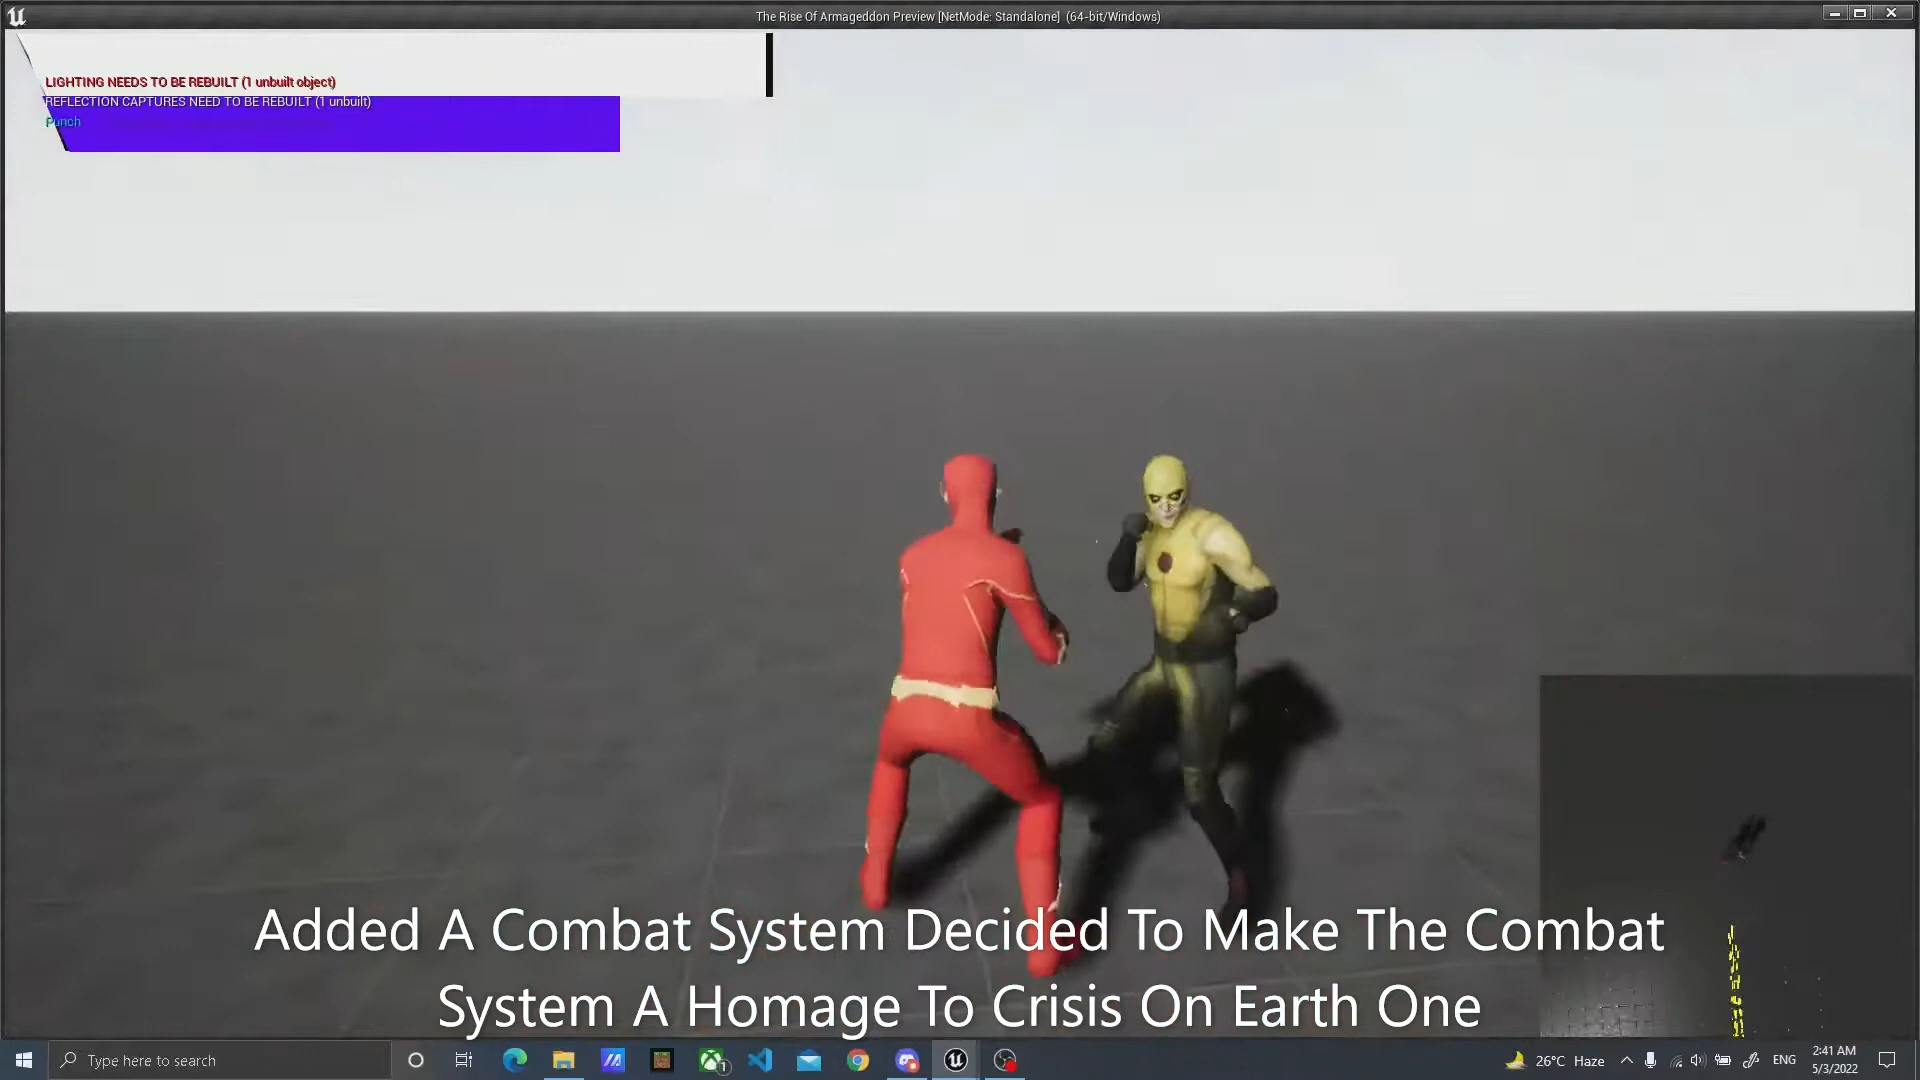 The Rise Of Armageddon Preview [NetMode: Standalone] (64-bit/Windows)
LIGHTING NEEDS TO BE REBUILT (1 unbuilt object)
REFLECTION CAPTURES NEED TO BE REBUILT (1 unbuilt)
Punch
Added A Combat System Decided To Make The Combat
System A Homage To Crisis On Earth One
Type here to search
1
26°C Haze
ENG
2:41 AM
5/3/2022